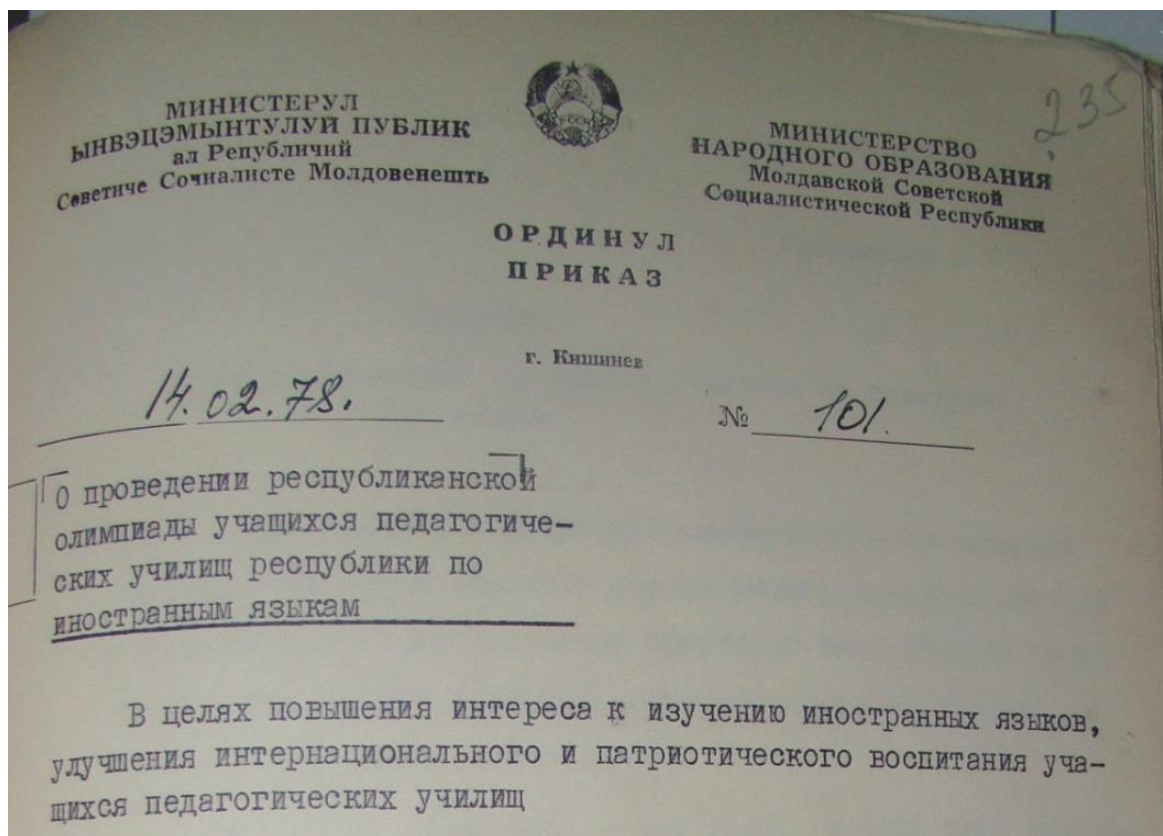 МИНИСТЕРУЛ
ЫНВЭЦЭМЫНТУЛУЙ ПУБЛИК
ал Републичий
Советиче Сочиалисте Молдовенешть
235
МИНИСТЕРСТВО
НАРОДНОГО ОБРАЗОВАНИЯ
Молдавской Советской
Социалистической Республики
ОРДИНУЛ
ПРИКАЗ
г. Кишинев
14.02.78.
№ 101.
О проведении республиканской
олимпиады учащихся педагогиче-
ских училищ республики по
иностранным языкам
В целях повышения интереса к изучению иностранных языков,
улучшения интернационального и патриотического воспитания уча-
щихся педагогических училищ